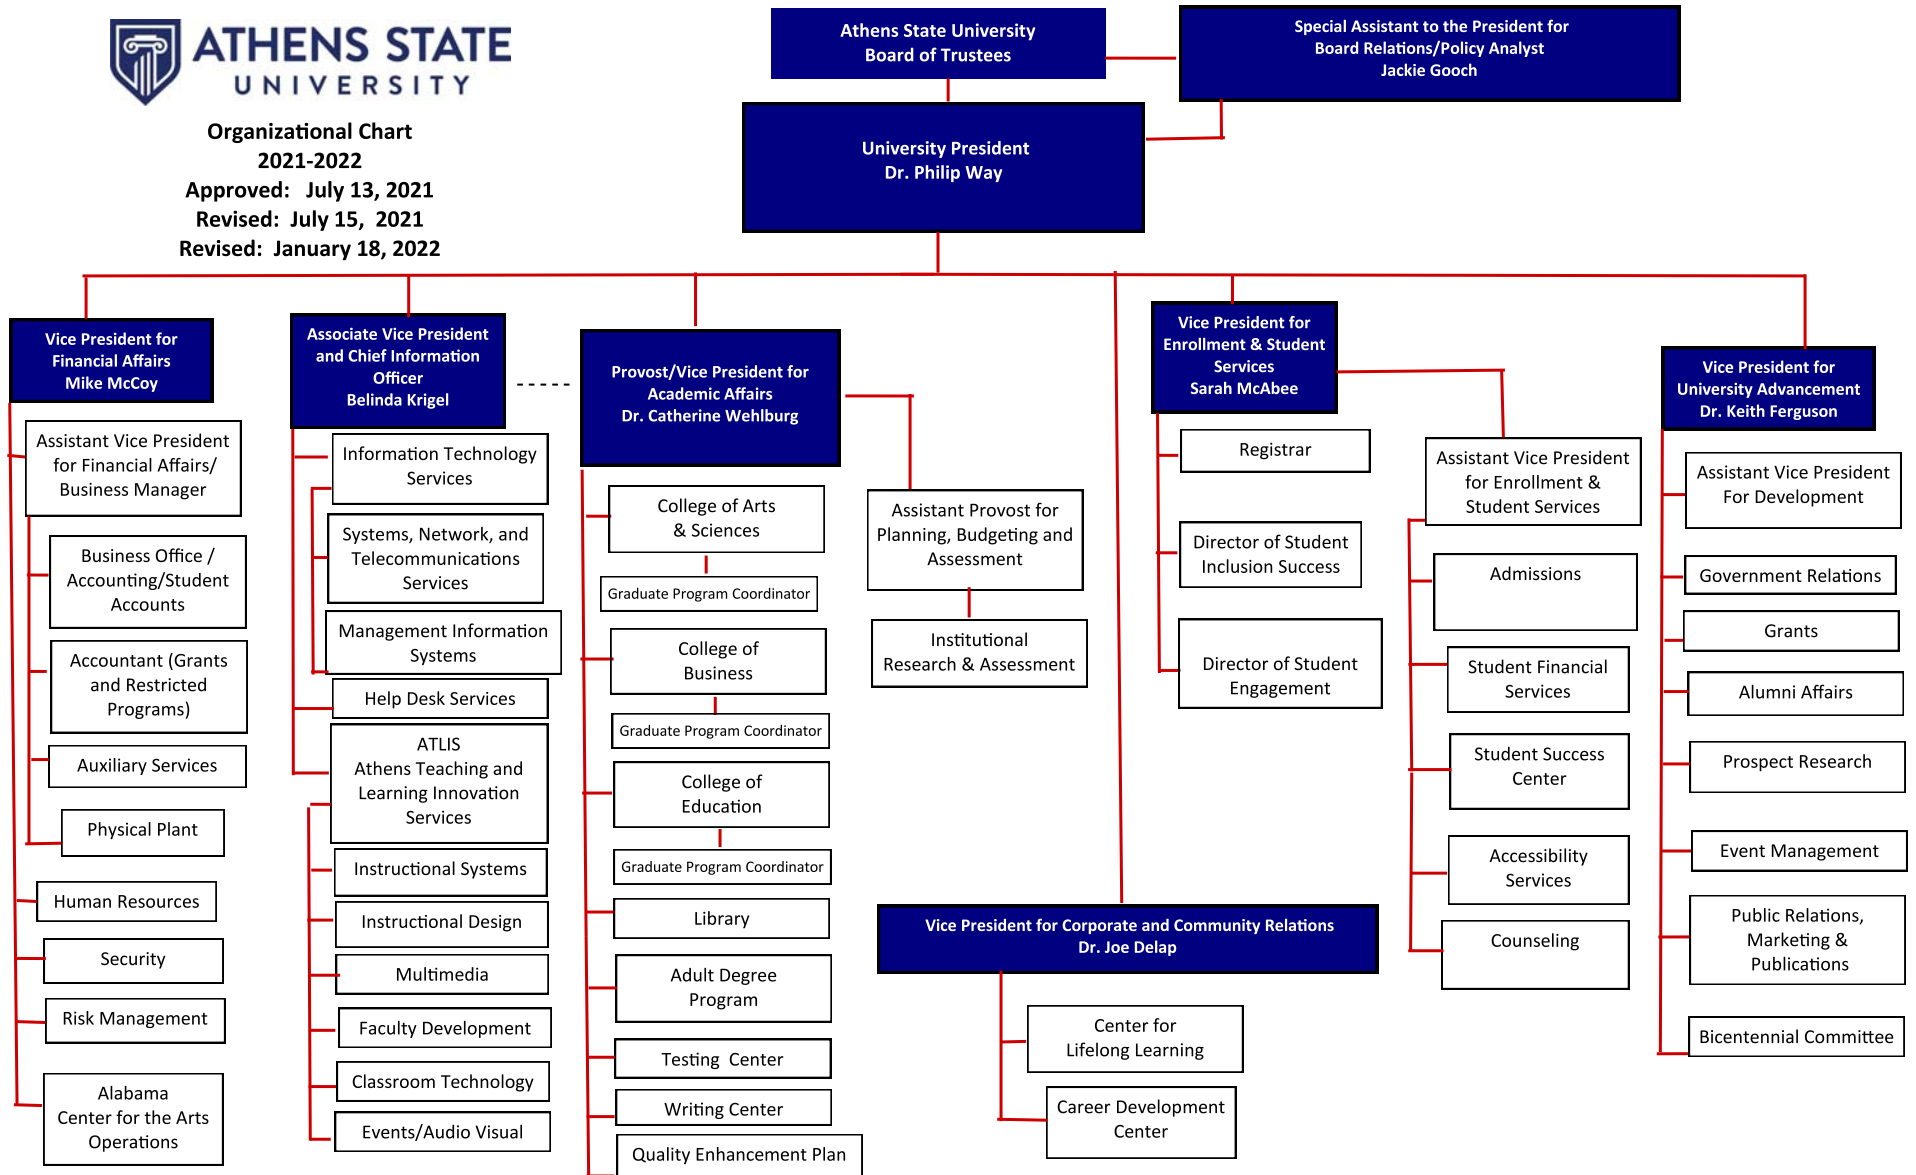 ATHENS STATE
UNIVERSITY
Organizational Chart
2021-2022
Approved: July 13, 2021
Revised: July 15, 2021
Revised: January 18, 2022
Athens State University
Board of Trustees
Special Assistant to the President for
Board Relations/Policy Analyst
Jackie Gooch
University President
Dr. Philip Way
Vice President for
Financial Affairs
Mike McCoy
Assistant Vice President
for Financial Affairs/
Business Manager
Business Office /
Accounting/Student
Accounts
Accountant (Grants
and Restricted
Programs)
Auxiliary Services
Physical Plant
Human Resources
Security
Risk Management
Alabama
Center for the Arts
Operations
Associate Vice President
and Chief Information
Officer
Belinda Krigel
Information Technology
Services
Systems, Network, and
Telecommunications
Services
Management Information
Systems
Help Desk Services
ATLIS
Athens Teaching and
Learning Innovation
Services
Instructional Systems
Instructional Design
Multimedia
Faculty Development
Classroom Technology
Events/Audio Visual
Provost/Vice President for
Academic Affairs
Dr. Catherine Wehlburg
College of Arts
& Sciences
Graduate Program Coordinator
College of
Business
Graduate Program Coordinator
College of
Education
Graduate Program Coordinator
Library
Adult Degree
Program
Testing Center
Writing Center
Quality Enhancement Plan
Assistant Provost for
Planning, Budgeting and
Assessment
Institutional
Research & Assessment
Vice President for Corporate and Community Relations
Dr. Joe Delap
Center for
Lifelong Learning
Career Development
Center
Vice President for
Enrollment & Student
Services
Sarah McAbee
Registrar
Director of Student
Inclusion Success
Director of Student
Engagement
Assistant Vice President
for Enrollment &
Student Services
Admissions
Student Financial
Services
Student Success
Center
Accessibility
Services
Counseling
Vice President for
University Advancement
Dr. Keith Ferguson
Assistant Vice President
For Development
Government Relations
Grants
Alumni Affairs
Prospect Research
Event Management
Public Relations,
Marketing &
Publications
Bicentennial Committee